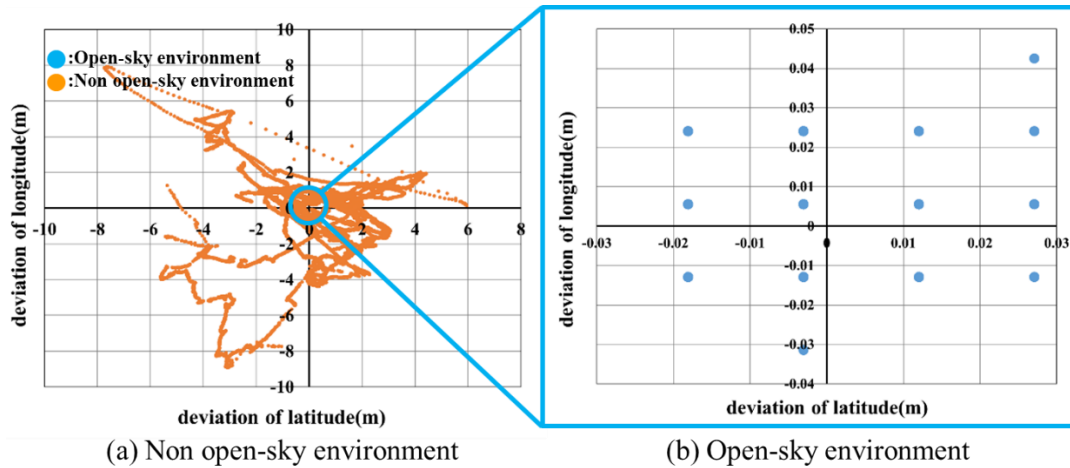 10
8
6
4
2
0
-2
-4
-6
-8
-10
-10 -8 -6 -4 -2 0 2 4 6 8
:Open-sky environment
:Non open-sky environment
deviation of longitude(m)
deviation of latitude(m)
(a) Non open-sky environment
0.05
0.04
0.03
0.02
0.01
0
-0.01
-0.02
-0.03
-0.04
-0.03 -0.02 -0.01 0 0.01 0.02 0.03
deviation of longitude(m)
deviation of latitude(m)
(b) Open-sky environment